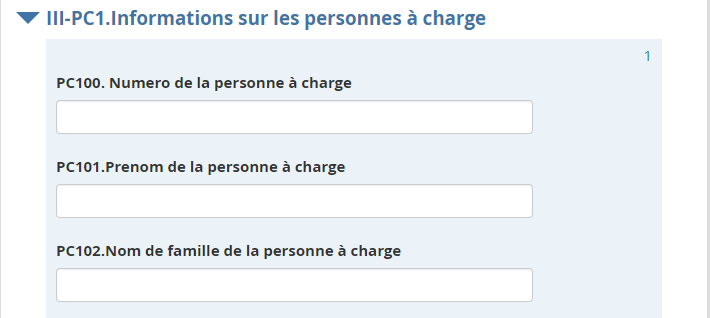 III-PC1.Informations sur les personnes à charge
1
PC100. Numero de la personne à charge
PC101.Prenom de la personne à charge
PC102.Nom de famille de la personne à charge